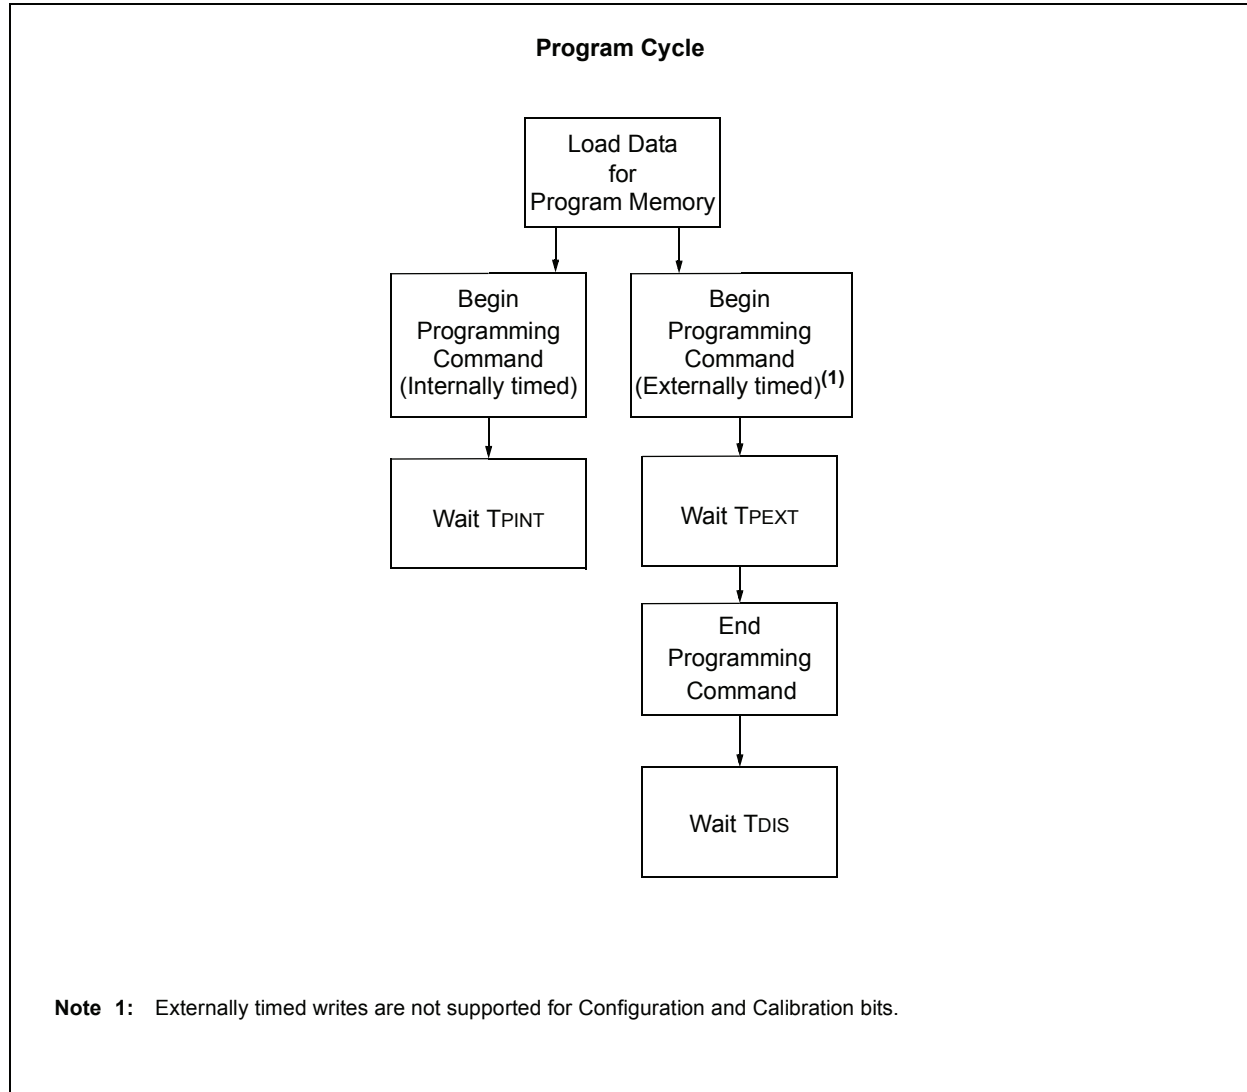 Program Cycle
Load Data
for
Program Memory
Begin
Programming
Command
(Internally timed)
Begin
Programming
Command
(Externally timed)(1)
Wait TPINT
Wait TPEXT
End
Programming
Command
Wait TDIS
Note 1: Externally timed writes are not supported for Configuration and Calibration bits.